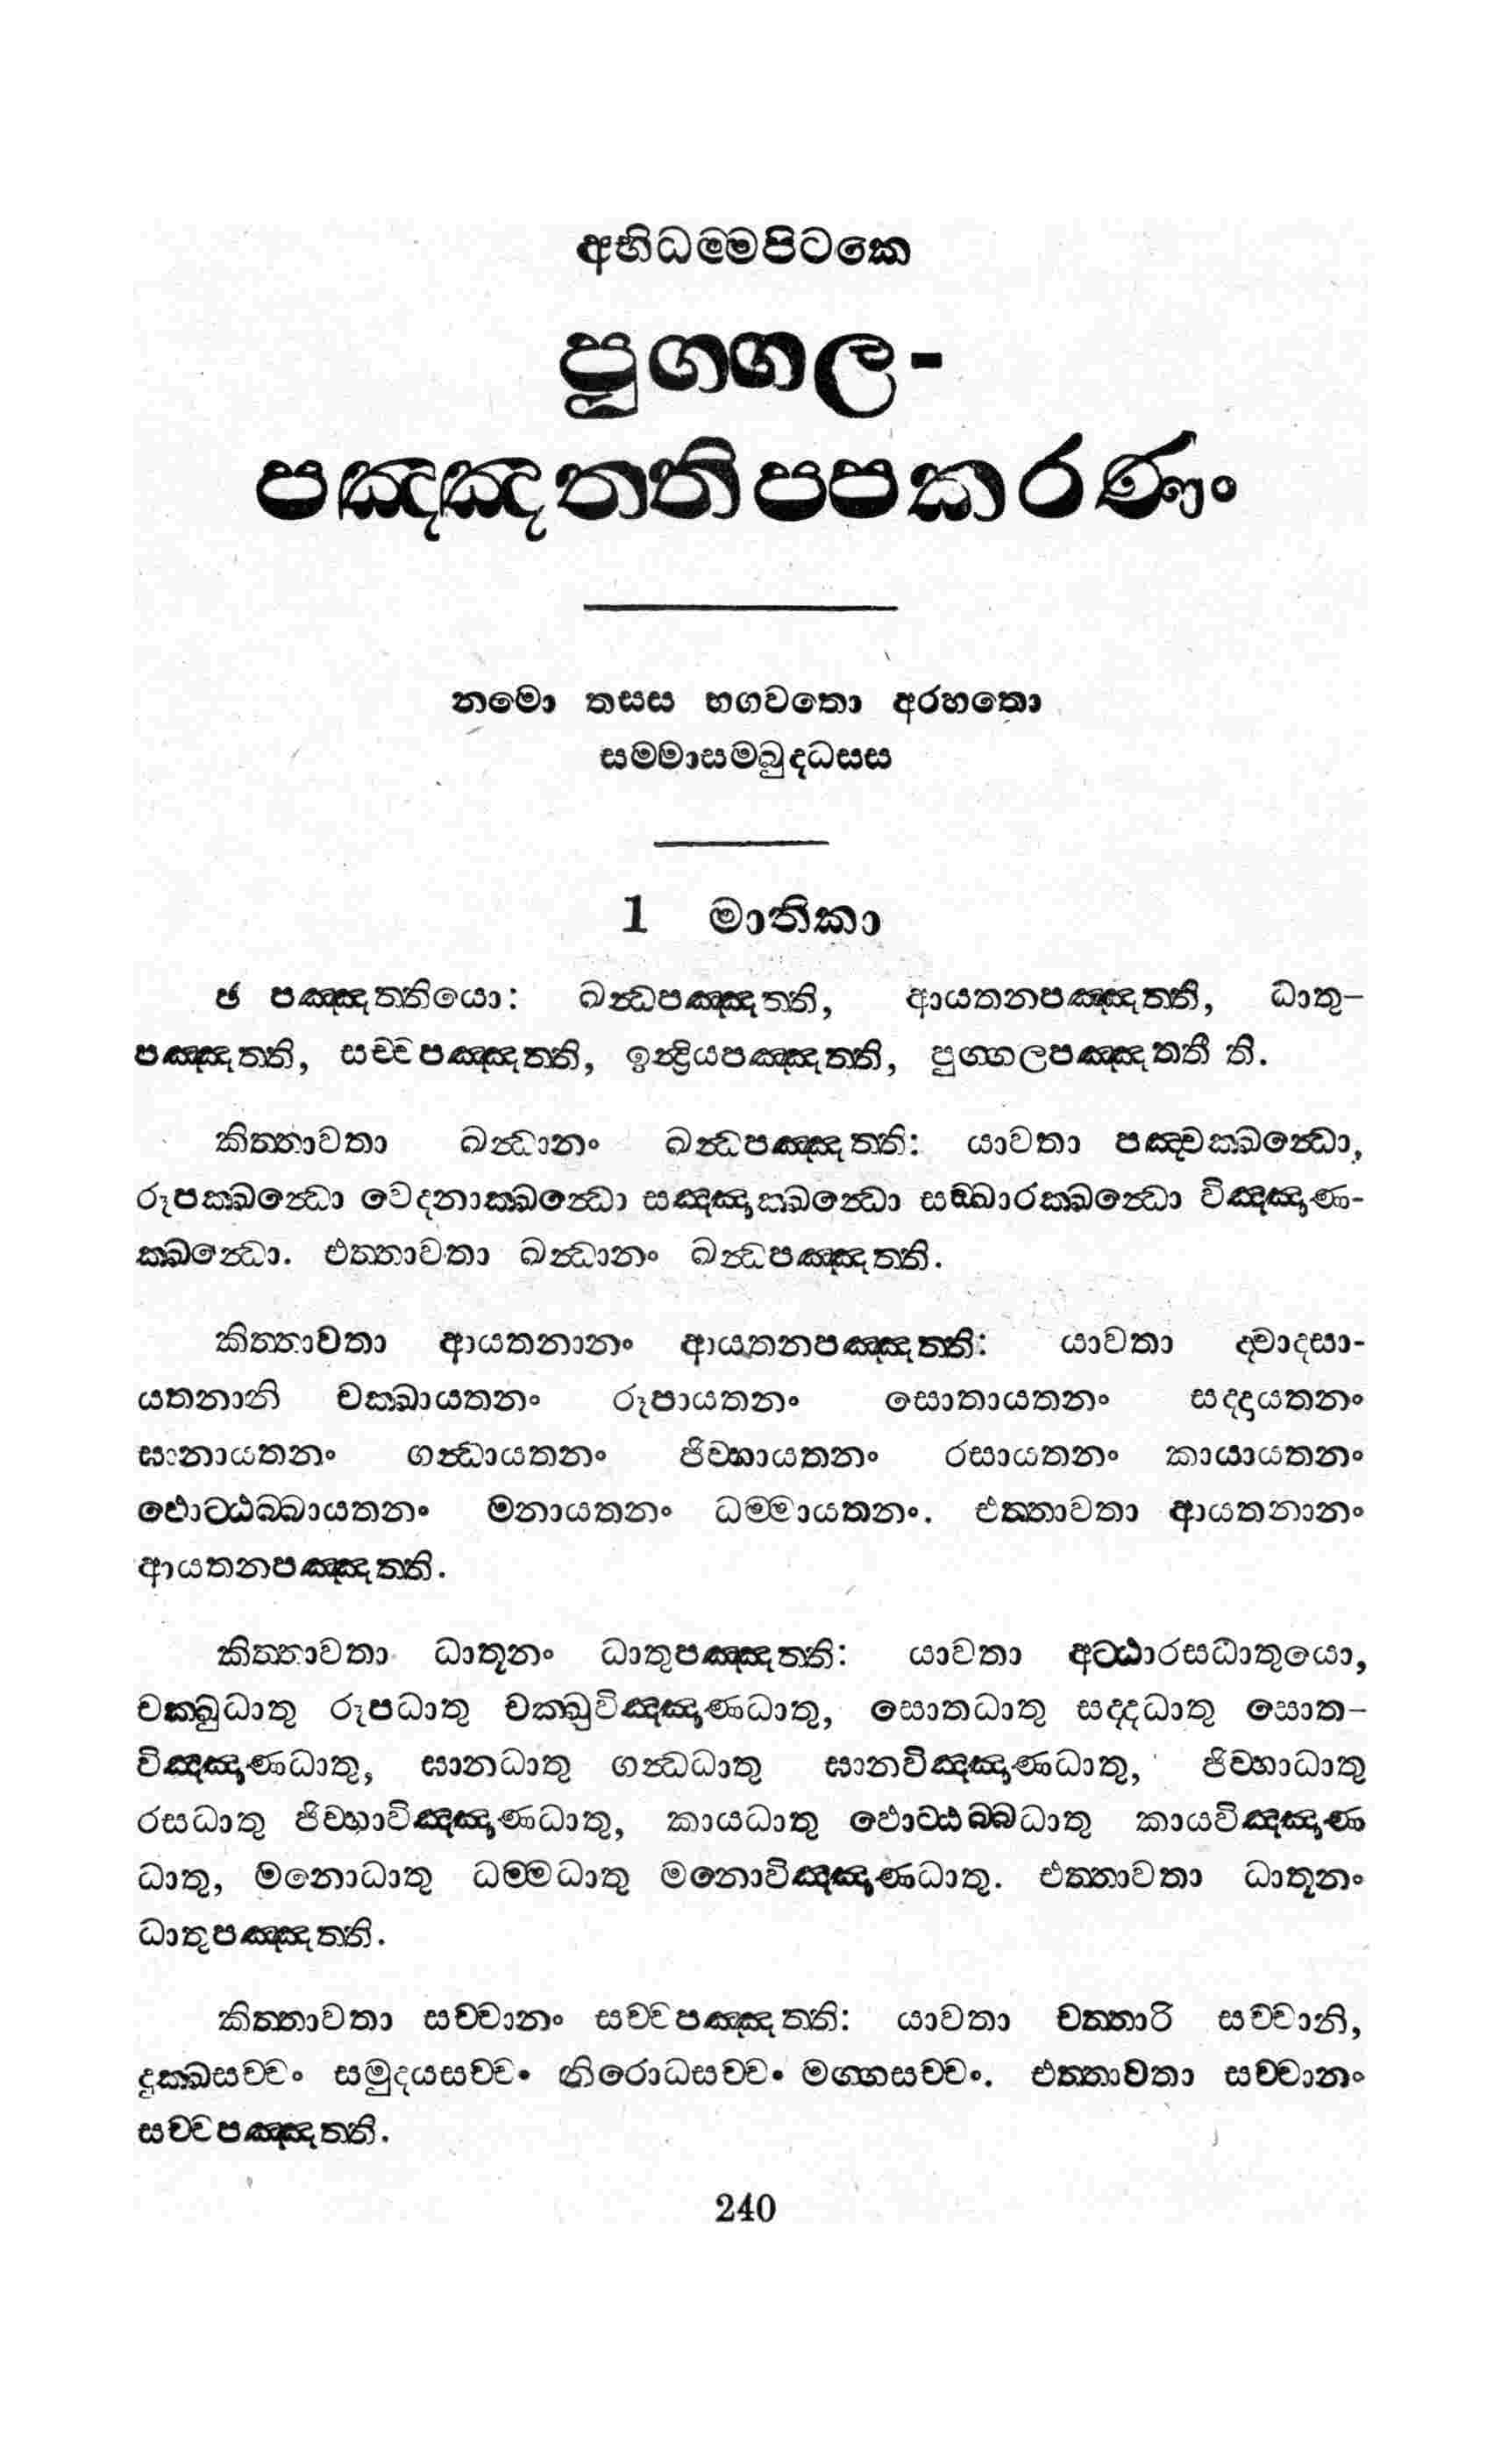 අභිධම්මපිටකෙ
පුග්ගල-
පඤ්ඤත්තිප්පකරණං
නමො තස්ස භගවතො අරහතො
සම්මාසම්බුද්ධස්ස
1 මාතිකා
ඡ පඤ්ඤත්තියො: ඛන්ධපඤ්ඤත්ති, ආයතනපඤ්ඤත්ති, ධාතු-
පඤ්ඤත්ති, සච්චපඤ්ඤත්ති, ඉන්ද්‍රියපඤ්ඤත්ති, පුග්ගලපඤ්ඤත්තී ති.
කිත්තාවතා ඛන්ධානං ඛන්ධපඤ්ඤත්ති: යාවතා පඤ්චක්ඛන්ධො,
රූපක්ඛන්ධො වෙදනාක්ඛන්ධො සඤ්ඤාක්ඛන්ධො සඞ්ඛාරක්ඛන්ධො විඤ්ඤාණ-
ක්ඛන්ධො. එත්තාවතා ඛන්ධානං ඛන්ධපඤ්ඤත්ති.
කිත්තාවතා ආයතනානං ආයතනපඤ්ඤත්ති: යාවතා ද්වාදසා-
යතනානි චක්ඛායතනං රූපායතනං සොතායතනං සද්දායතනං
ඝානායතනං ගන්ධායතනං ජිව්හායතනං රසායතනං කායායතනං
ඵොට්ඨබ්බායතනං මනායතනං ධම්මායතනං. එත්තාවතා ආයතනානං
ආයතනපඤ්ඤත්ති.
කිත්තාවතා ධාතූනං ධාතුපඤ්ඤත්ති: යාවතා අට්ඨාරසධාතුයො,
චක්ඛුධාතු රූපධාතු චක්ඛුවිඤ්ඤාණධාතු, සොතධාතු සද්දධාතු සොත-
විඤ්ඤාණධාතු, ඝානධාතු ගන්ධධාතු ඝානවිඤ්ඤාණධාතු, ජිව්හාධාතු
රසධාතු ජිව්හාවිඤ්ඤාණධාතු, කායධාතු ඵොට්ඨබ්බධාතු කායවිඤ්ඤාණ
ධාතු, මනොධාතු ධම්මධාතු මනොවිඤ්ඤාණධාතු. එත්තාවතා ධාතූනං
ධාතුපඤ්ඤත්ති.
කිත්තාවතා සච්චානං සච්චපඤ්ඤත්ති: යාවතා චත්තාරි සච්චානි,
දුක්ඛසච්චං සමුදයසච්චං නිරොධසච්චං මග්ගසච්චං. එත්තාවතා සච්චානං
සච්චපඤ්ඤත්ති.
240